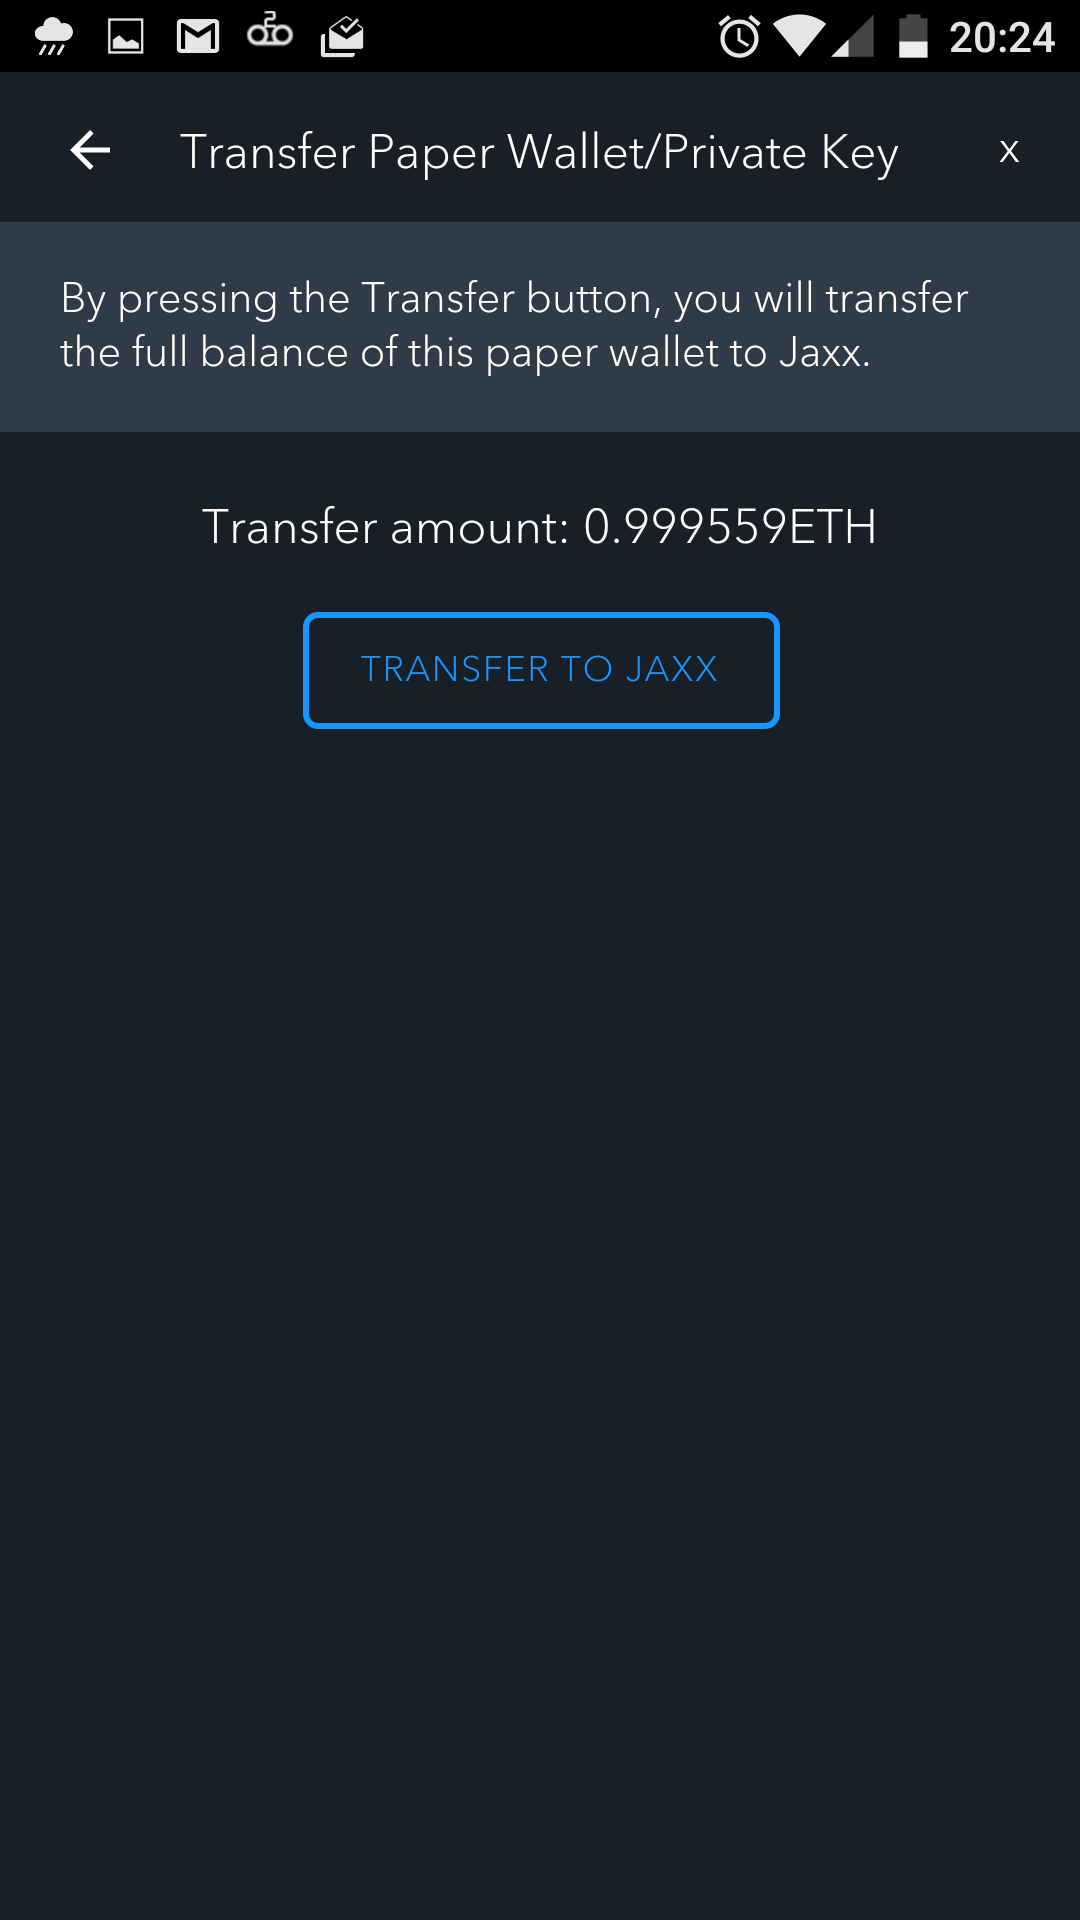 20:24
Transfer Paper Wallet/Private Key
X
By pressing the Transfer button, you will transfer
the full balance of this paper wallet to Jaxx.
Transfer amount: 0.999559ETH
TRANSFER TO JAXX